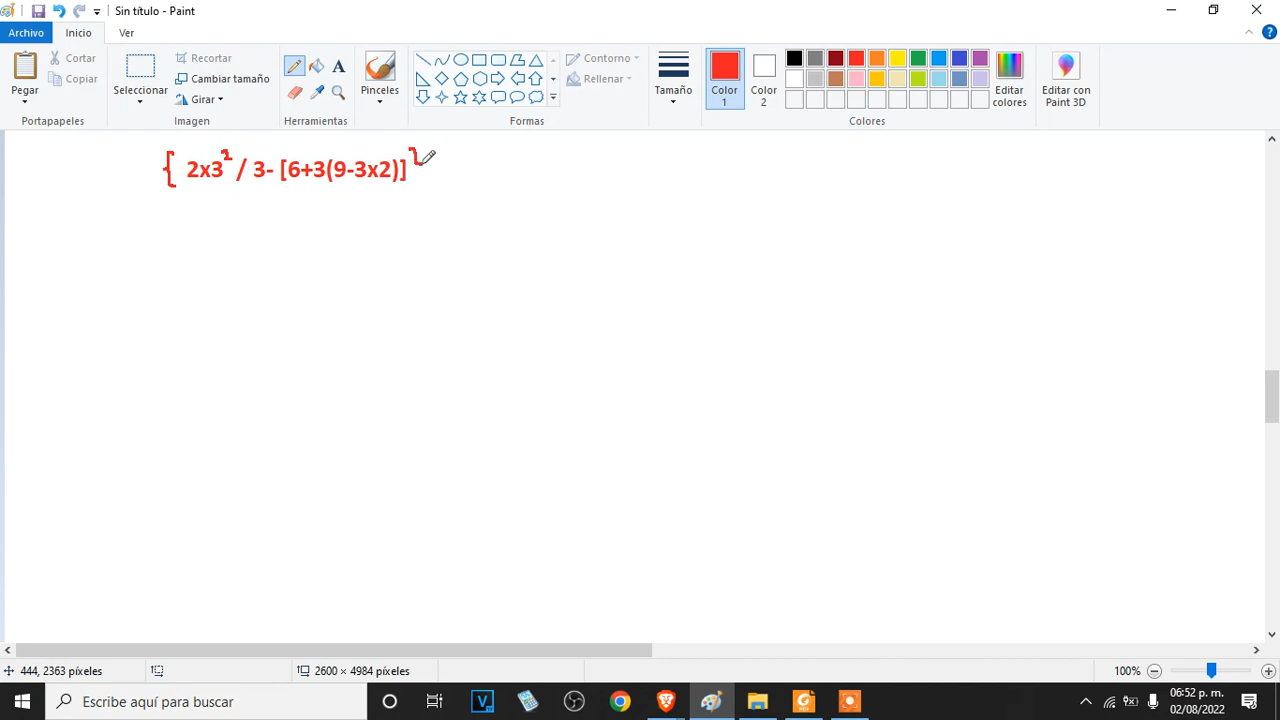 Sin título - Paint
Archivo Inicio Ver
Pegar
Cortar
Copiar
Portapapeles
Seleccionar
Recortar
Cambiar tamaño
Girar
Imagen
A
Herramientas
Pinceles
Contorno
Rellenar
Formas
Tamaño
Color 1
Color 2
Colores
Editar colores
Editar con Paint 3D
{ 2x3² / 3- [6+3(9-3x2)]
444, 2363 píxeles
2600 × 4984 píxeles
100%
Escribe aquí para buscar
06:52 p. m.
02/08/2022